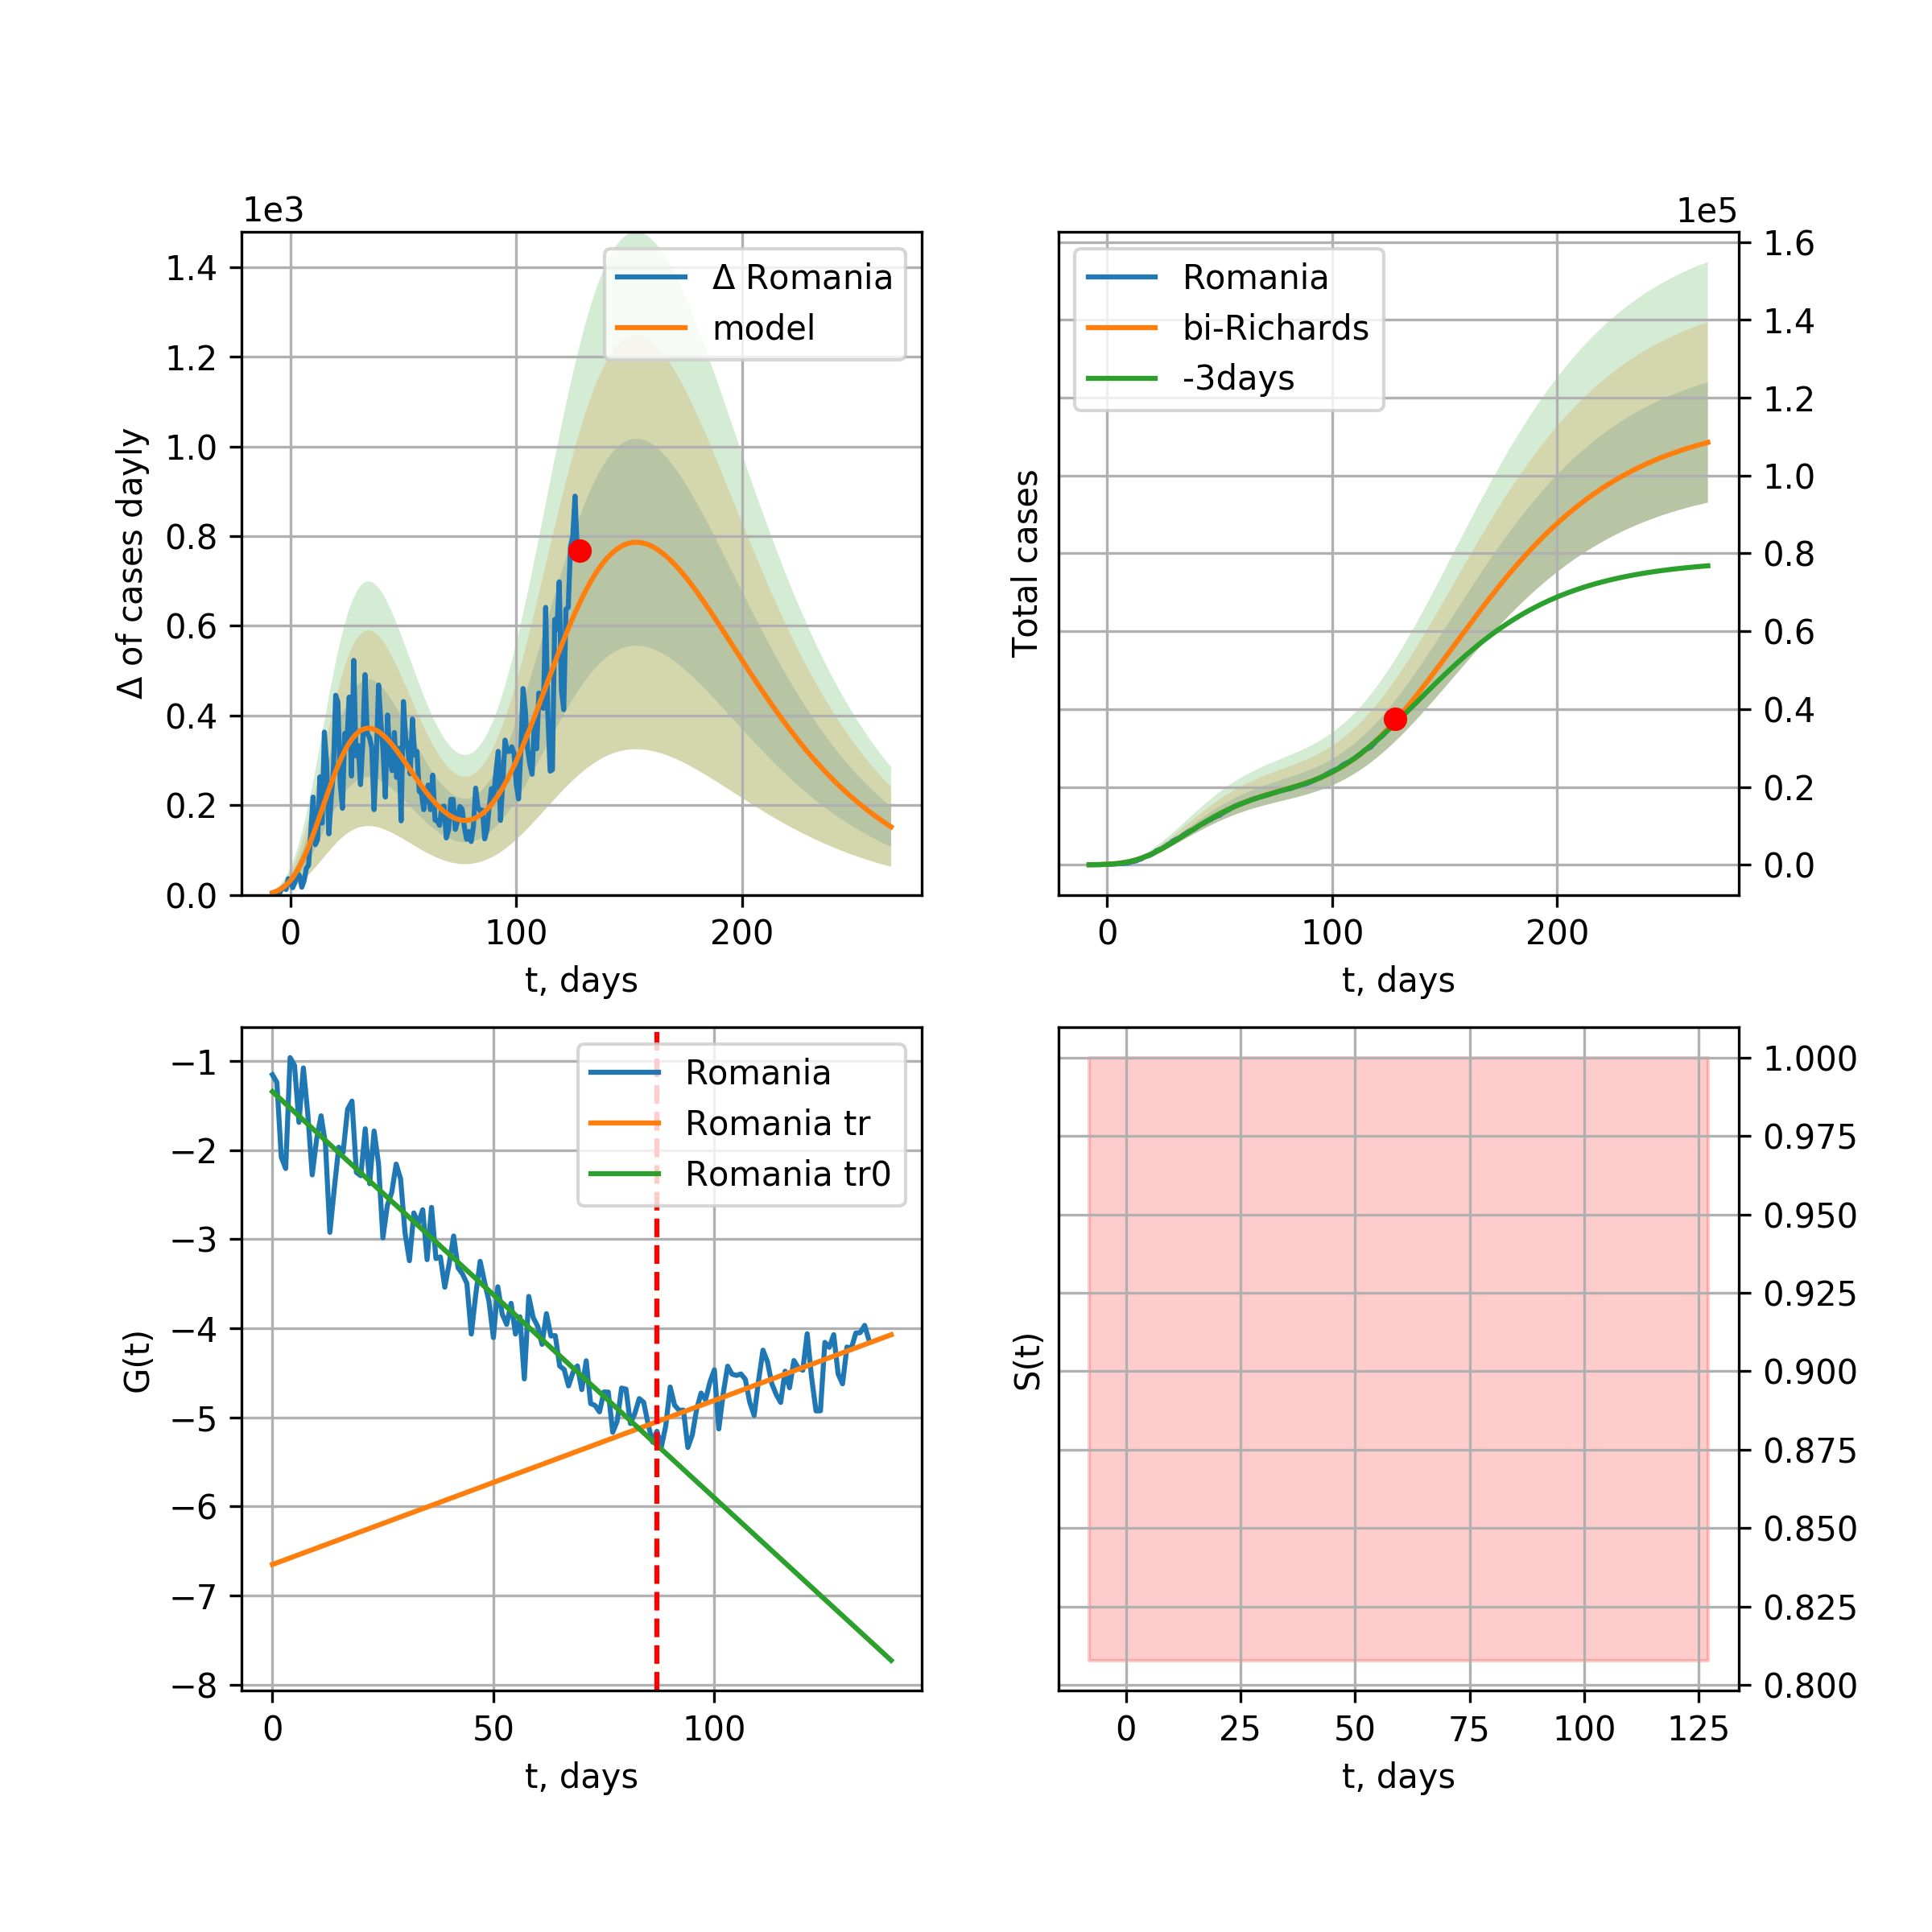 1e3
1.4
1.2
1.0
0.8
0.6
0.4
0.2
0.0
Δ of cases dayly
Δ Romania
model
0 100 200
t, days
1e5
1.6
1.4
1.2
1.0
0.8
0.6
0.4
0.2
0.0
Total cases
Romania
bi-Richards
-3days
0 100 200
t, days
−1
−2
−3
−4
−5
−6
−7
−8
G(t)
Romania
Romania tr
Romania tr0
0 50 100
t, days
1.000
0.975
0.950
0.925
0.900
0.875
0.850
0.825
0.800
S(t)
0 25 50 75 100 125
t, days